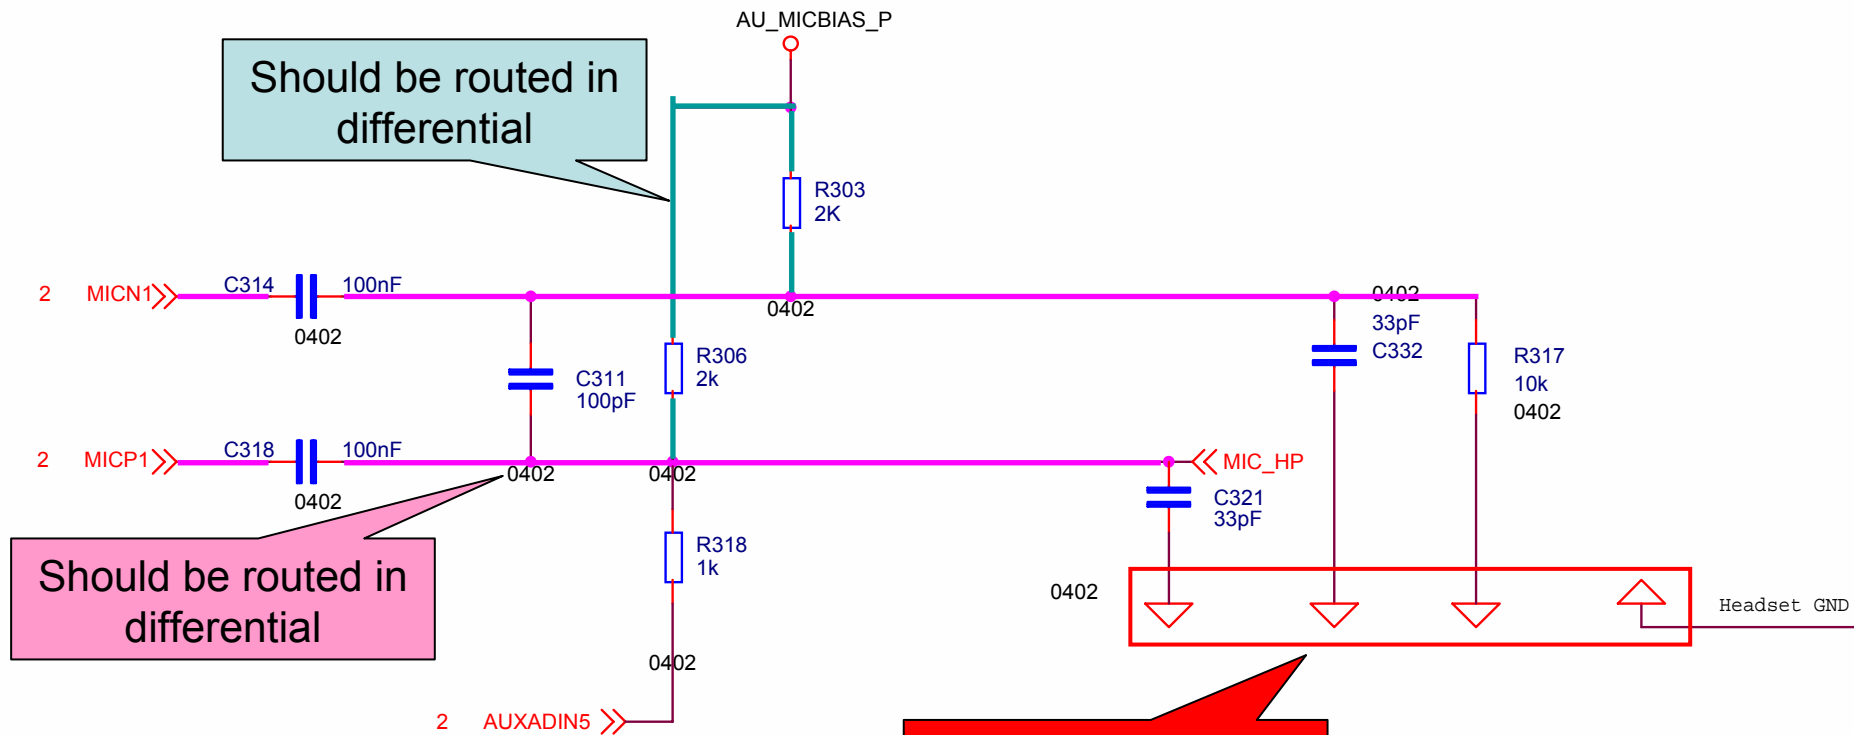 AU_MICBIAS_P
Should be routed in
differential
R303
2K
2 MICN1
C314
100nF
0402
0402
0402
33pF
C332
R306
2k
C311
100pF
R317
10k
0402
2 MICP1
C318
100nF
0402
0402
0402
MIC_HP
C321
33pF
Should be routed in
differential
R318
1k
0402
Headset GND
0402
2 AUXADIN5